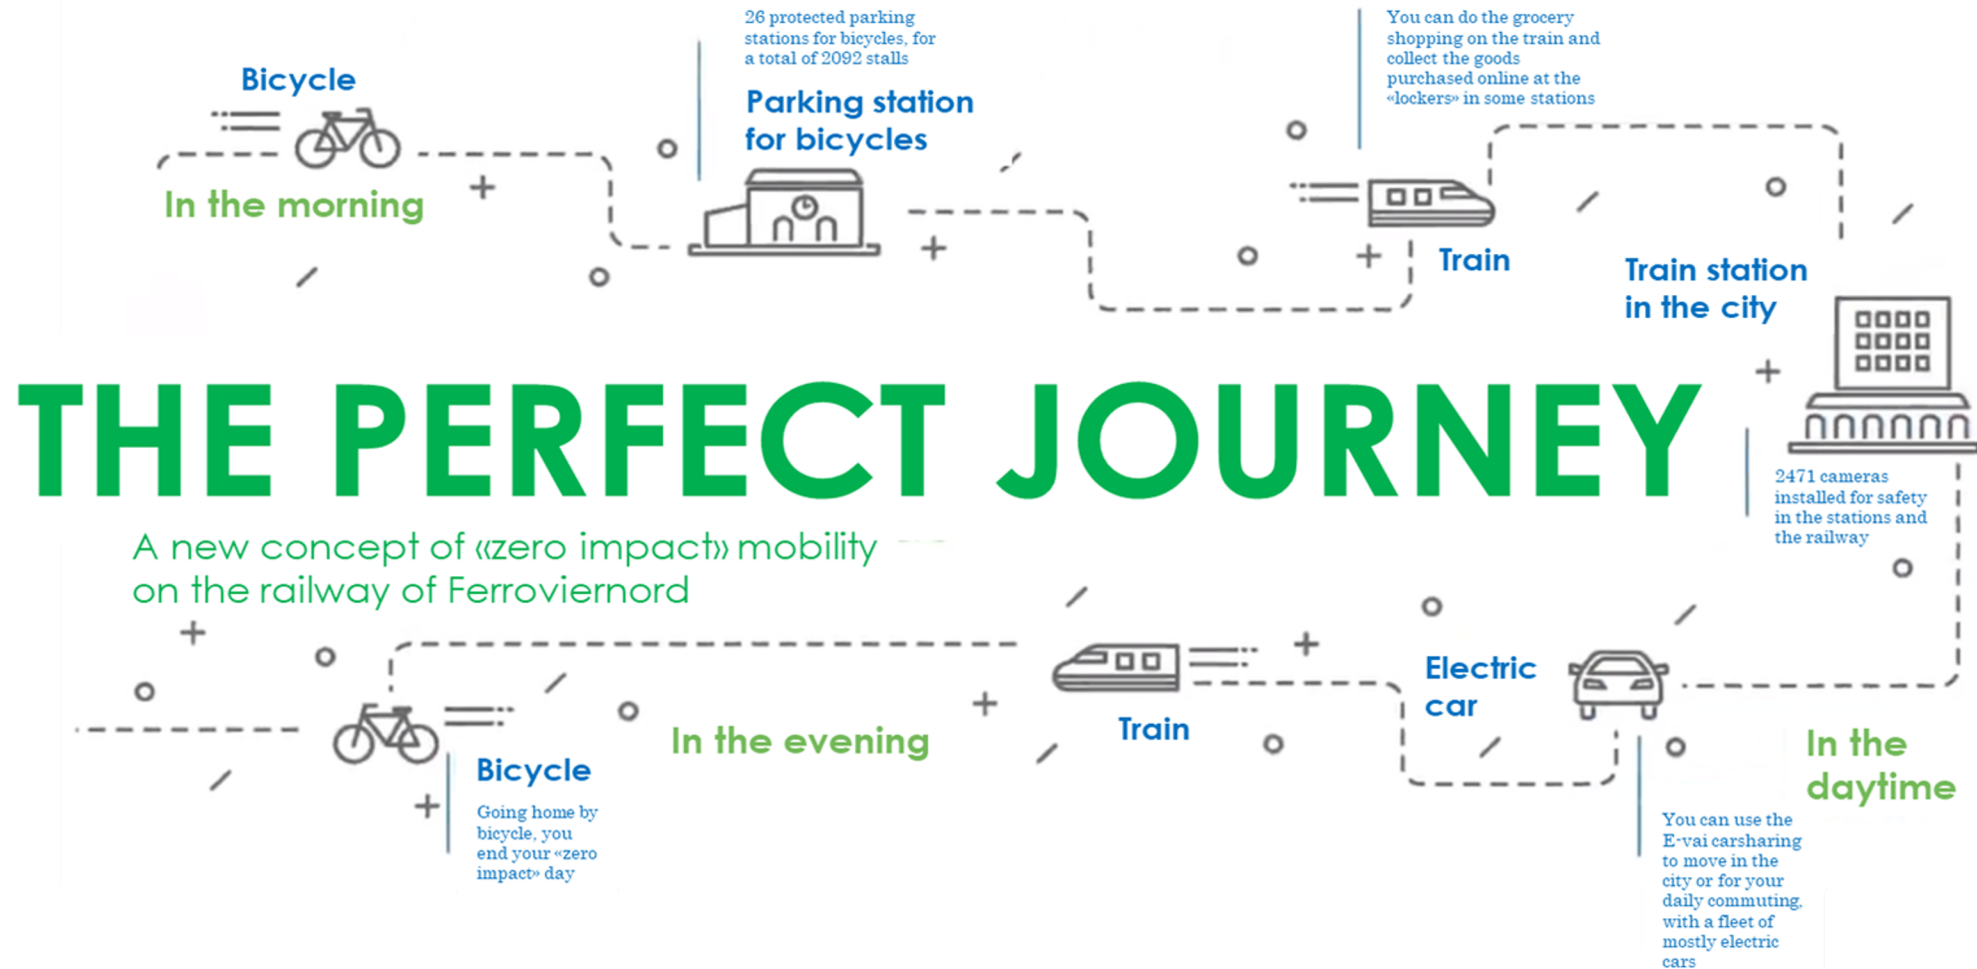 Bicycle
In the morning
26 protected parking
stations for bicycles, for
a total of 2092 stalls
Parking station
for bicycles
You can do the grocery
shopping on the train and
collect the goods
purchased online at the
«lockers» in some stations
Train
Train station
in the city
2471 cameras
installed for safety
in the stations and
the railway
THE PERFECT JOURNEY
A new concept of «zero impact» mobility
on the railway of Ferroviernord
In the
daytime
Electric
car
You can use the
E-vai carsharing
to move in the
city or for your
daily commuting,
with a fleet of
mostly electric
cars
Train
In the evening
Bicycle
Going home by
bicycle, you
end your «zero
impact» day